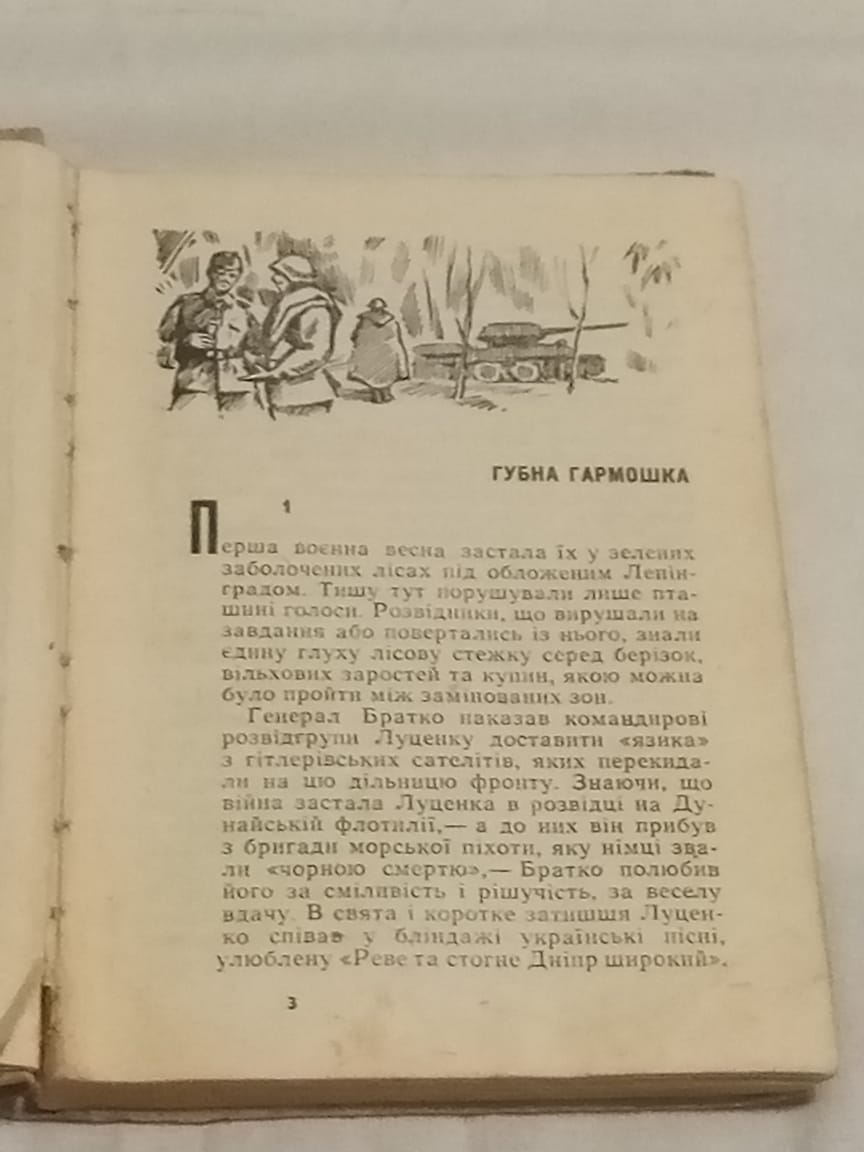 ГУБНА ГАРМОШКА
1
Перша воєнна весна застала їх у зелених
заболочених лісах під обложеним Ленін-
градом. Тишу тут порушували лише пта-
шині голоси. Розвідники, що вирушали на
завдання або повертались із нього, знали
єдину глуху лісову стежку серед берізок,
вільхових заростей та купин, якою можна
було пройти між замінованих зон.
Генерал Братко наказав командирові
розвідгрупи Луценку доставити «язика»
з гітлерівських сателітів, яких перекида-
ли на цю дільницю фронту. Знаючи, що
війна застала Луценка в розвідці на Ду-
найській флотилії,— а до них він прибув
з бригади морської піхоти, яку німці зва-
ли «чорною смертю»,— Братко полюбив
його за сміливість і рішучість, за веселу
вдачу. В свята і коротке затишшя Луцен-
ко співав у бліндажі українські пісні,
улюблену «Реве та стогне Дніпр широкий».
3